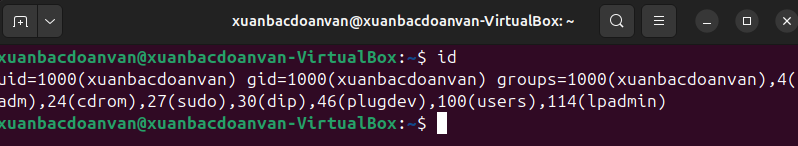 xuanbacdoanvan@xuanbacdoanvan-VirtualBox: ~
xuanbacdoanvan@xuanbacdoanvan-VirtualBox:~$ id
uid=1000(xuanbacdoanvan) gid=1000(xuanbacdoanvan) groups=1000(xuanbacdoanvan),4(
adm),24(cdrom),27(sudo),30(dip),46(plugdev),100(users),114(lpadmin)
xuanbacdoanvan@xuanbacdoanvan-VirtualBox:~$